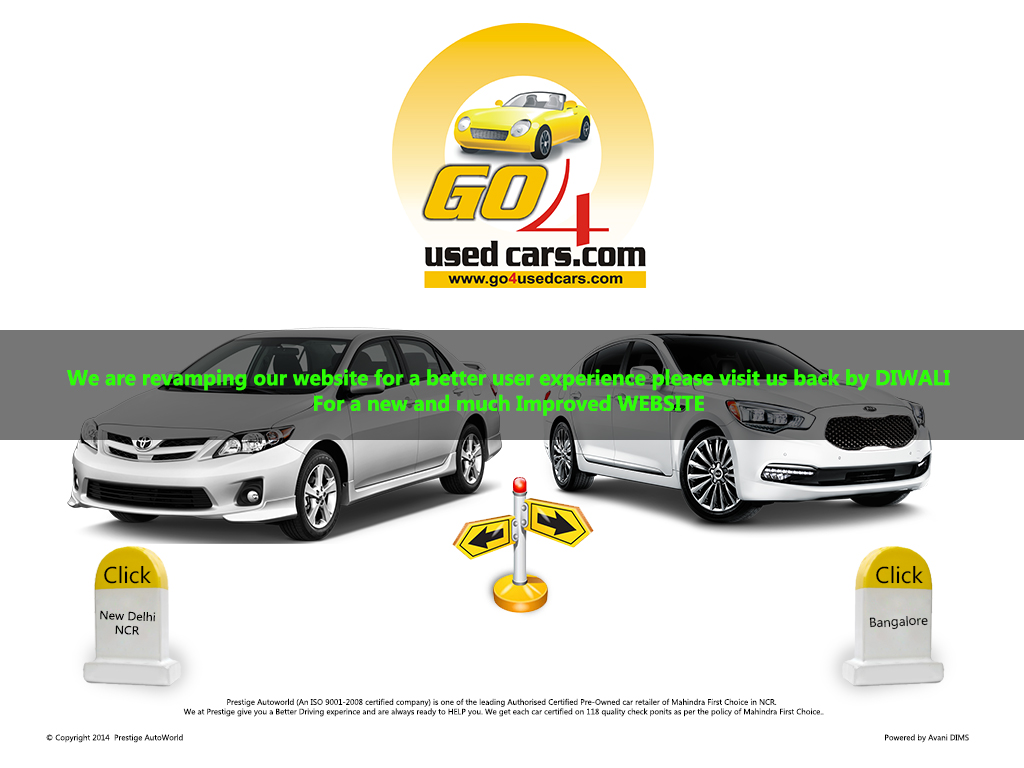 GO 4
used cars.com
www.go4usedcars.com
We are revamping our website for a better user experience please visit us back by DIWALI
For a new and much Improved WEBSITE
Click
New Delhi
NCR
Click
Bangalore
Prestige Autoworld (An ISO 9001-2008 certified company) is one of the leading Authorised Certified Pre-Owned car retailer of Mahindra First Choice in NCR.
We at Prestige give you a Better Driving experince and are always ready to HELP you. We get each car certified on 118 quality check ponits as per the policy of Mahindra First Choice..
© Copyright 2014 Prestige AutoWorld
Powered by Avani DIMS